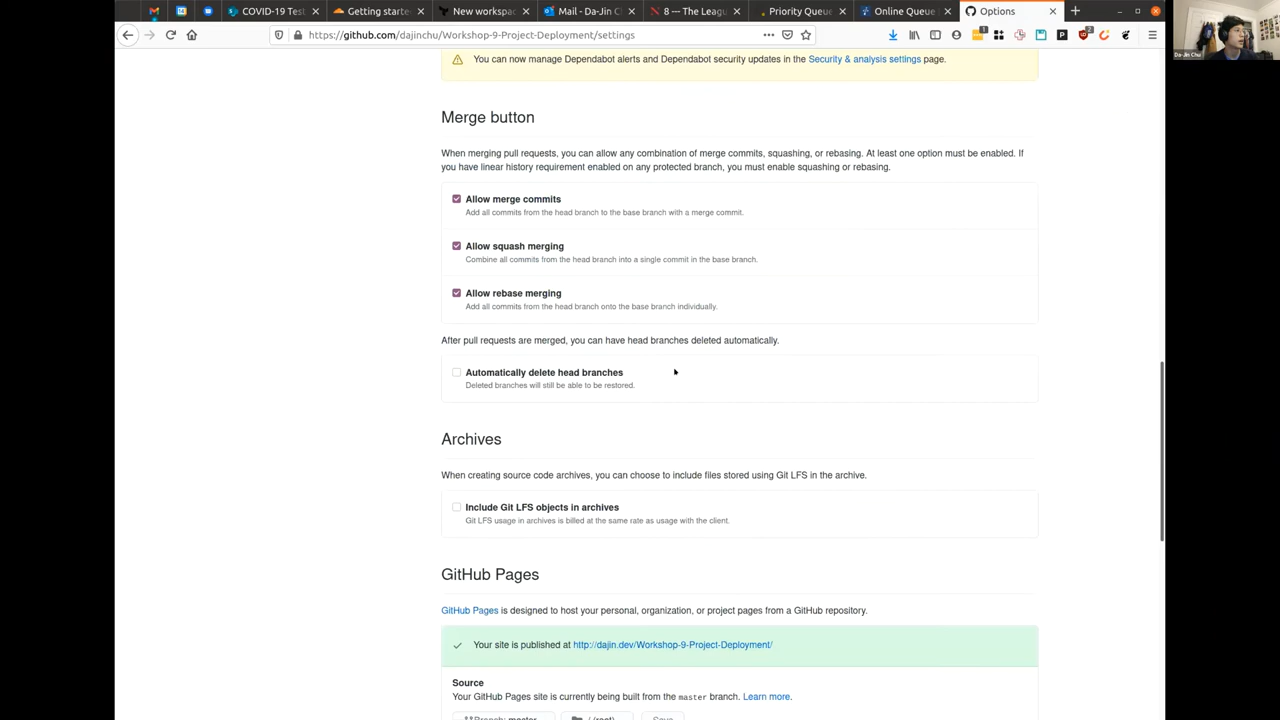 COVID-19 Test
Getting starte
New workspac
Mail - Da-Jin C
8 — The Leag
Priority Queue
Online Queue
Options
https://github.com/dajinchu/Workshop-9-Project-Deployment/settings
Da-Jin Chu
You can now manage Dependabot alerts and Dependabot security updates in the Security & analysis settings page.
Merge button
When merging pull requests, you can allow any combination of merge commits, squashing, or rebasing. At least one option must be enabled. If
you have linear history requirement enabled on any protected branch, you must enable squashing or rebasing.
Allow merge commits
Add all commits from the head branch to the base branch with a merge commit.
Allow squash merging
Combine all commits from the head branch into a single commit in the base branch.
Allow rebase merging
Add all commits from the head branch onto the base branch individually.
After pull requests are merged, you can have head branches deleted automatically.
Automatically delete head branches
Deleted branches will still be able to be restored.
Archives
When creating source code archives, you can choose to include files stored using Git LFS in the archive.
Include Git LFS objects in archives
Git LFS usage in archives is billed at the same rate as usage with the client.
GitHub Pages
GitHub Pages is designed to host your personal, organization, or project pages from a GitHub repository.
Your site is published at http://dajin.dev/Workshop-9-Project-Deployment/
Source
Your GitHub Pages site is currently being built from the master branch. Learn more.
Branch: master / (root) Save